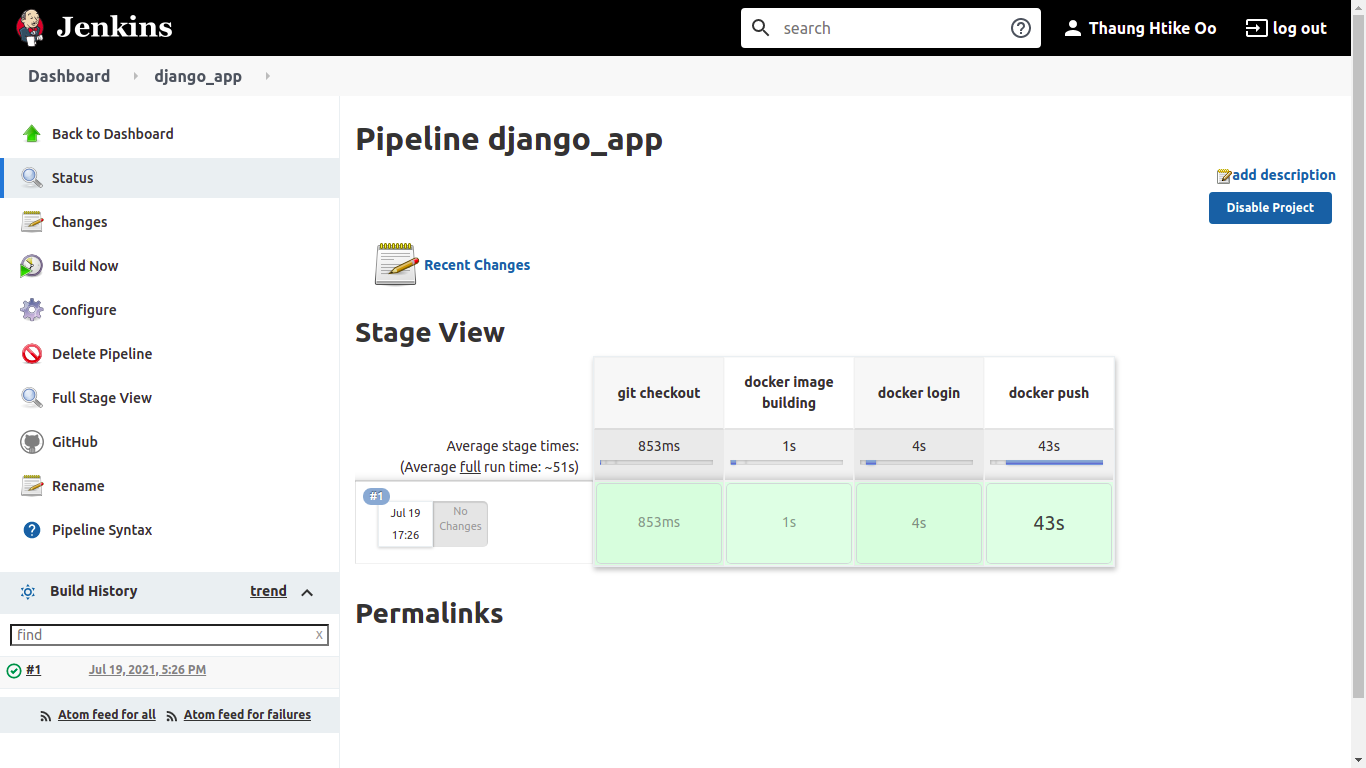 Jenkins
search
Thaung Htike Oo
log out
Dashboard
django_app
Back to Dashboard
Status
Changes
Build Now
Configure
Delete Pipeline
Full Stage View
GitHub
Rename
Pipeline Syntax
Build History
trend
find
x
#1
Jul 19, 2021, 5:26 PM
Atom feed for all
Atom feed for failures
Pipeline django_app
add description
Disable Project
Recent Changes
Stage View
git checkout
docker image
building
docker login
docker push
Average stage times:
(Average full run time: ~51s)
853ms
1s
4s
43s
#1
Jul 19
17:26
No
Changes
853ms
1s
4s
43s
Permalinks